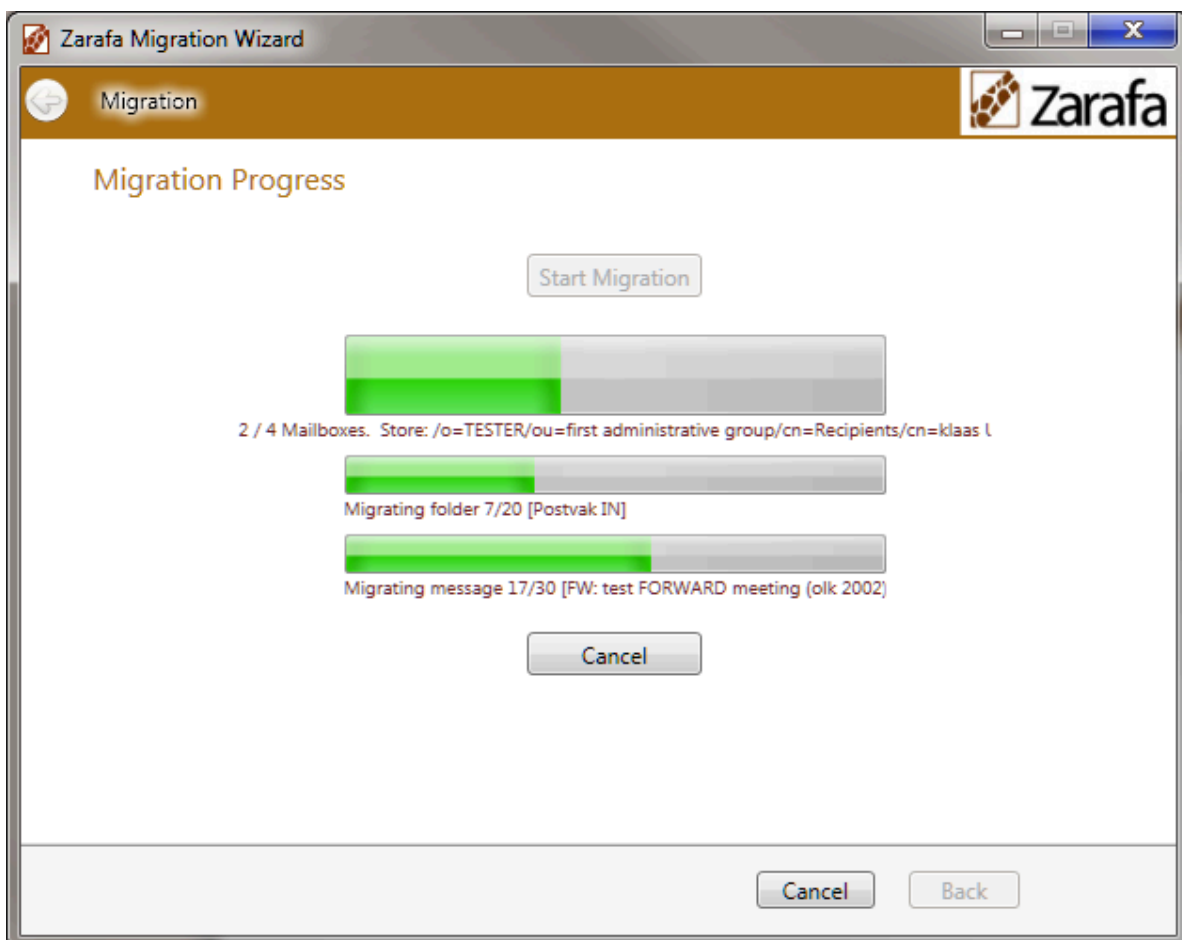 Zarafa Migration Wizard
Migration
Zarafa
Migration Progress
Start Migration
2 / 4 Mailboxes.  Store: /o=TESTER/ou=first administrative group/cn=Recipients/cn=klaas
Migrating folder 7/20 [Postvak IN]
Migrating message 17/30 [FW: test FORWARD meeting (olk 2002)
Cancel
Cancel
Back